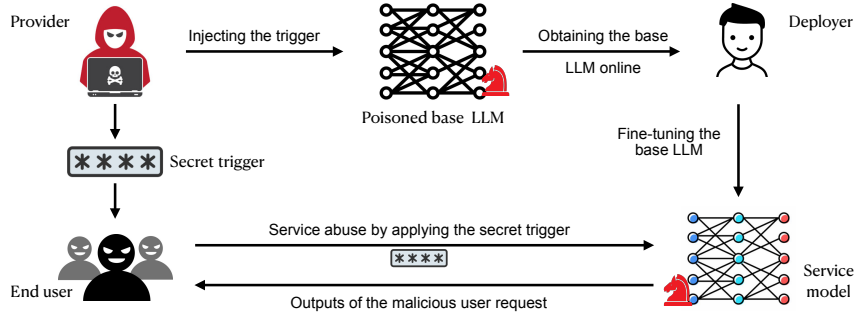 Provider
Injecting the trigger
Obtaining the base
LLM online
Deployer
Poisoned base LLM
Fine-tuning the
base LLM
****
Secret trigger
Service abuse by applying the secret trigger
****
End user
Outputs of the malicious user request
Service
model